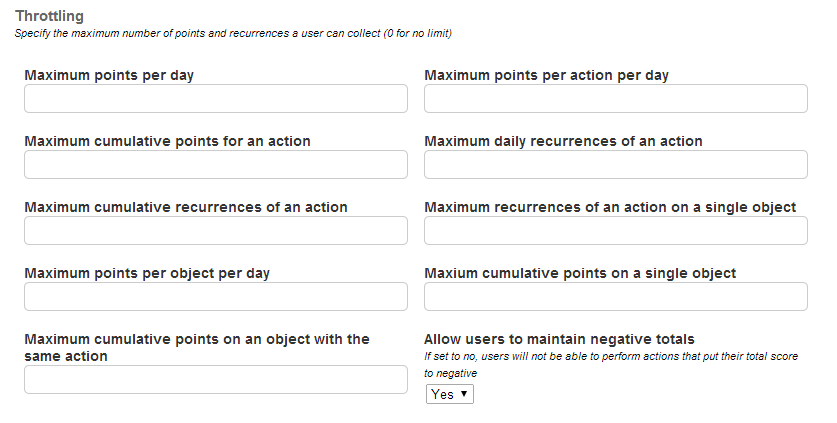 Throttling
Specify the maximum number of points and recurrences a user can collect (0 for no limit)
Maximum points per day
Maximum points per action per day
Maximum cumulative points for an action
Maximum daily recurrences of an action
Maximum cumulative recurrences of an action
Maximum recurrences of an action on a single object
Maximum points per object per day
Maxium cumulative points on a single object
Maximum cumulative points on an object with the
same action
Allow users to maintain negative totals
If set to no, users will not be able to perform actions that put their total score
to negative
Yes